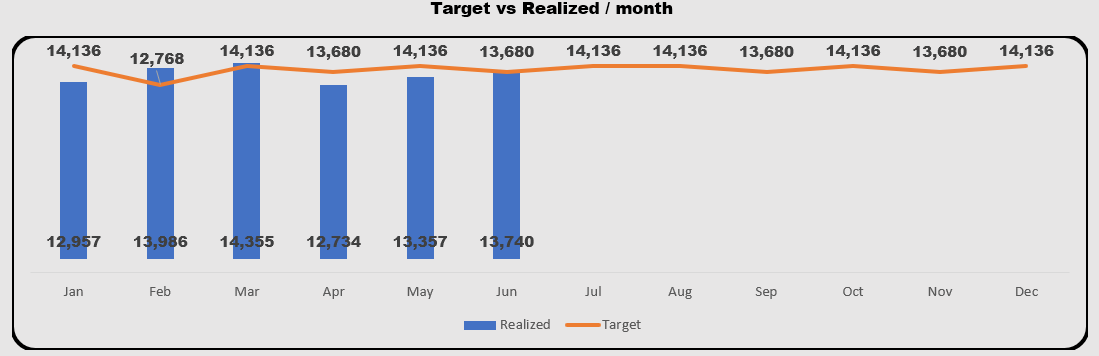 Target vs Realized / month
14,136 12,768 14,136 13,680 14,136 13,680 14,136 14,136 13,680 14,136 13,680 14,136
12,957 13,986 14,355 12,734 13,357 13,740
Jan Feb Mar Apr May Jun Jul Aug Sep Oct Nov Dec
Realized Target